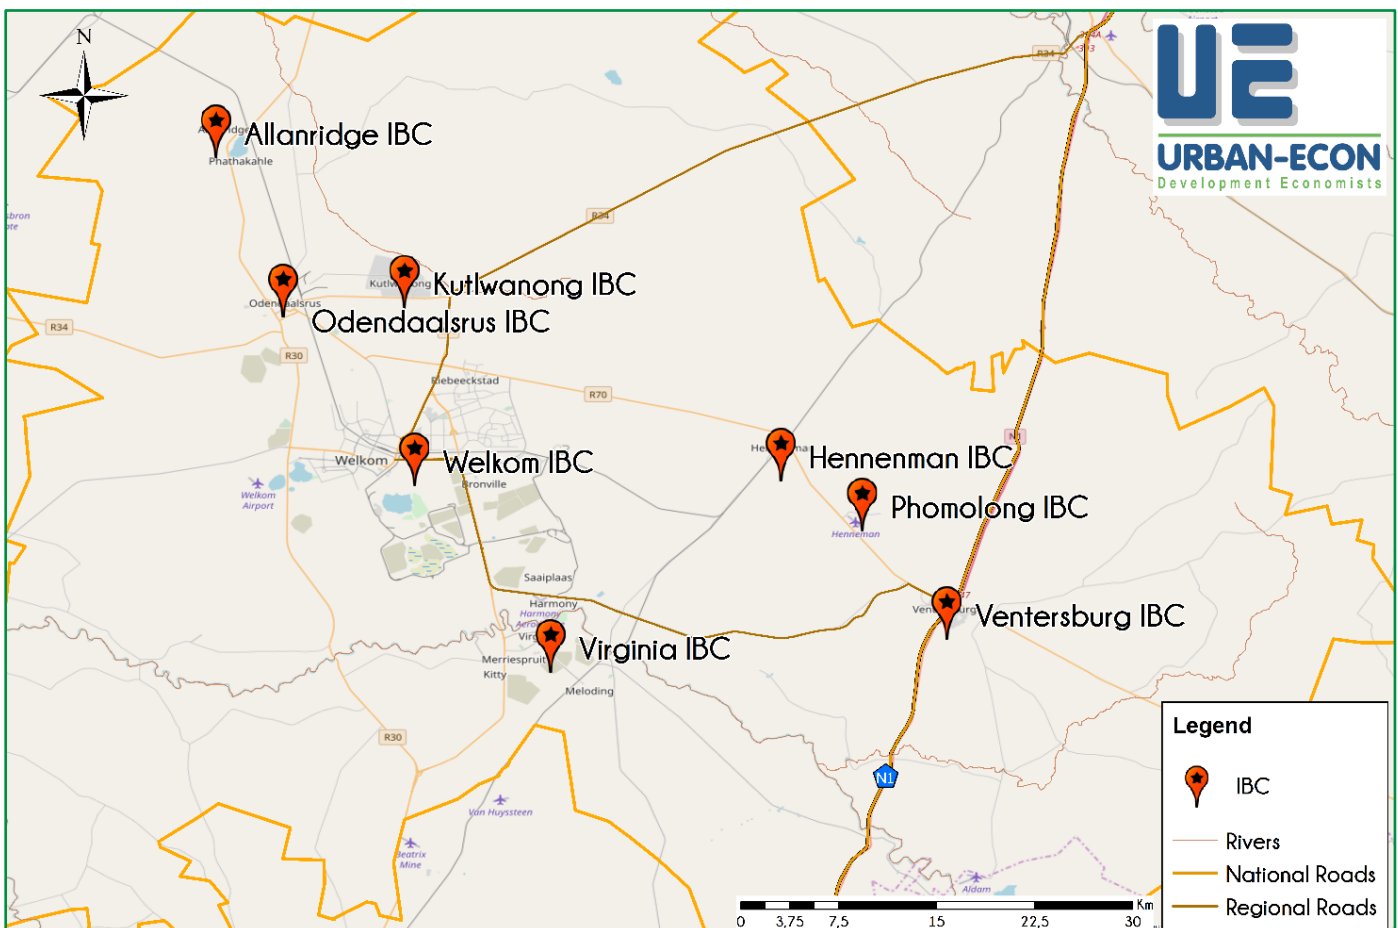 N
UE
URBAN-ECON
Development Economists
Allanridge IBC
Phathakahle
R34
R34
Kutlwanong IBC
Odendaalsrus
Odendaalsrus IBC
R34
R30
Riebeeckstad
R70
N1
Hennenman IBC
Welkom
Welkom IBC
Bronville
Welkom
Airport
Phomolong IBC
Henneman
Saaiplaas
Harmony
Harmony
Ventersburg IBC
Virginia IBC
Merriespruit
Kitty
Meloding
R30
N1
Van Huyssteen
Beatrix
Mine
Aldam
Legend
IBC
Rivers
National Roads
Regional Roads
Km
0 3,75 7,5 15 22,5 30